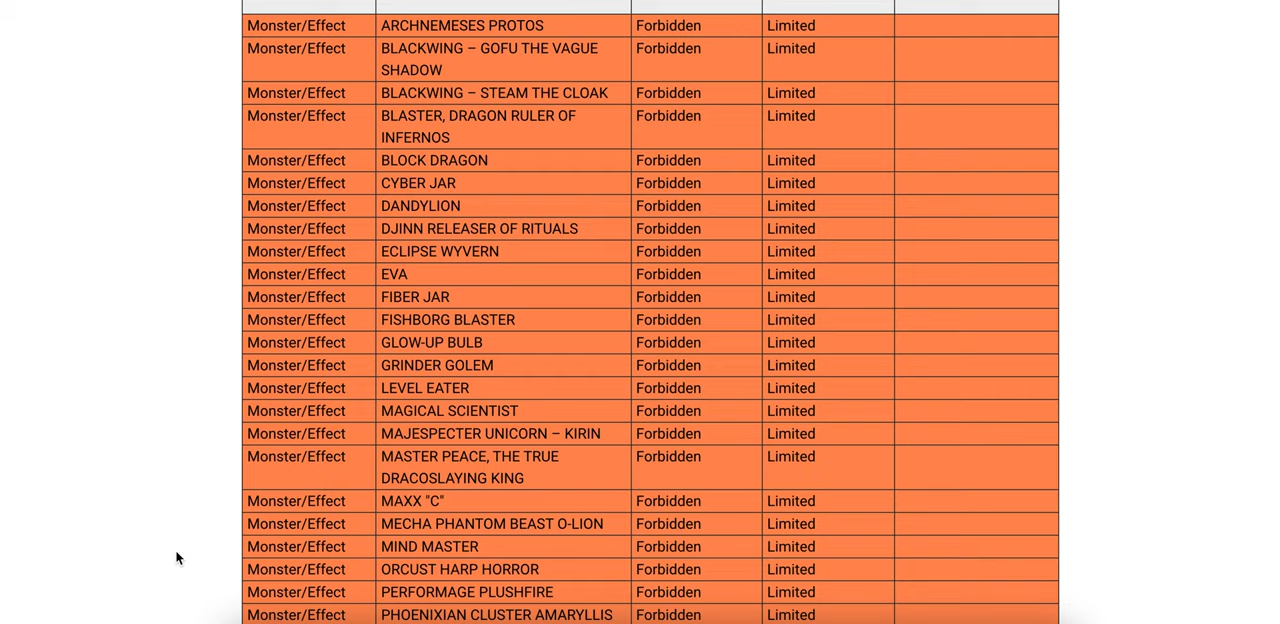 Monster/Effect ARCHNEMESES PROTOS Forbidden Limited
Monster/Effect BLACKWING – GOFU THE VAGUE Forbidden Limited
SHADOW
Monster/Effect BLACKWING – STEAM THE CLOAK Forbidden Limited
Monster/Effect BLASTER, DRAGON RULER OF Forbidden Limited
INFERNOS
Monster/Effect BLOCK DRAGON Forbidden Limited
Monster/Effect CYBER JAR Forbidden Limited
Monster/Effect DANDYLION Forbidden Limited
Monster/Effect DJINN RELEASER OF RITUALS Forbidden Limited
Monster/Effect ECLIPSE WYVERN Forbidden Limited
Monster/Effect EVA Forbidden Limited
Monster/Effect FIBER JAR Forbidden Limited
Monster/Effect FISHBORG BLASTER Forbidden Limited
Monster/Effect GLOW-UP BULB Forbidden Limited
Monster/Effect GRINDER GOLEM Forbidden Limited
Monster/Effect LEVEL EATER Forbidden Limited
Monster/Effect MAGICAL SCIENTIST Forbidden Limited
Monster/Effect MAJESPECTER UNICORN – KIRIN Forbidden Limited
Monster/Effect MASTER PEACE, THE TRUE Forbidden Limited
DRACOSLAYING KING
Monster/Effect MAXX "C" Forbidden Limited
Monster/Effect MECHA PHANTOM BEAST O-LION Forbidden Limited
Monster/Effect MIND MASTER Forbidden Limited
Monster/Effect ORCUST HARP HORROR Forbidden Limited
Monster/Effect PERFORMAGE PLUSHFIRE Forbidden Limited
Monster/Effect PHOENIXIAN CLUSTER AMARYLLIS Forbidden Limited